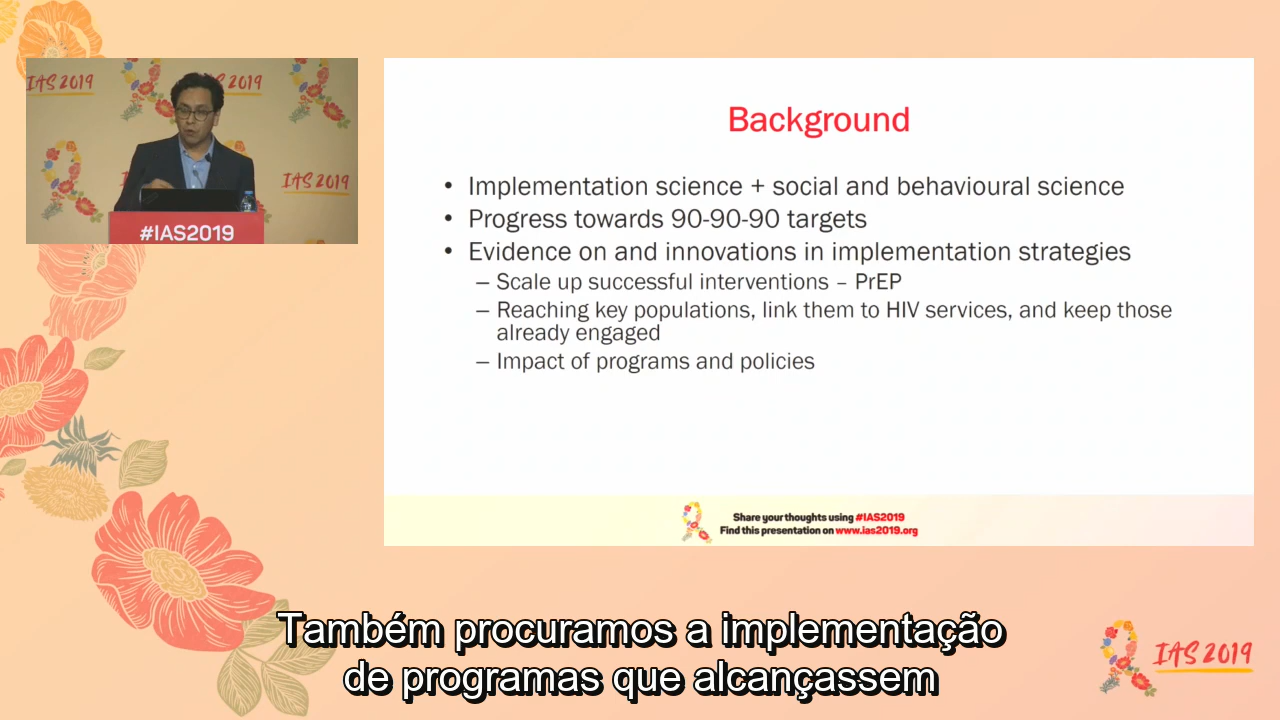 IAS 2019
IAS 2019
IAS 2019
#IAS2019
Background
• Implementation science + social and behavioural science
• Progress towards 90-90-90 targets
• Evidence on and innovations in implementation strategies
– Scale up successful interventions – PrEP
– Reaching key populations, link them to HIV services, and keep those
already engaged
– Impact of programs and policies
Share your thoughts using #IAS2019
Find this presentation on www.ias2019.org
Também procuramos a implementação
de programas que alcançassem
IAS 2019